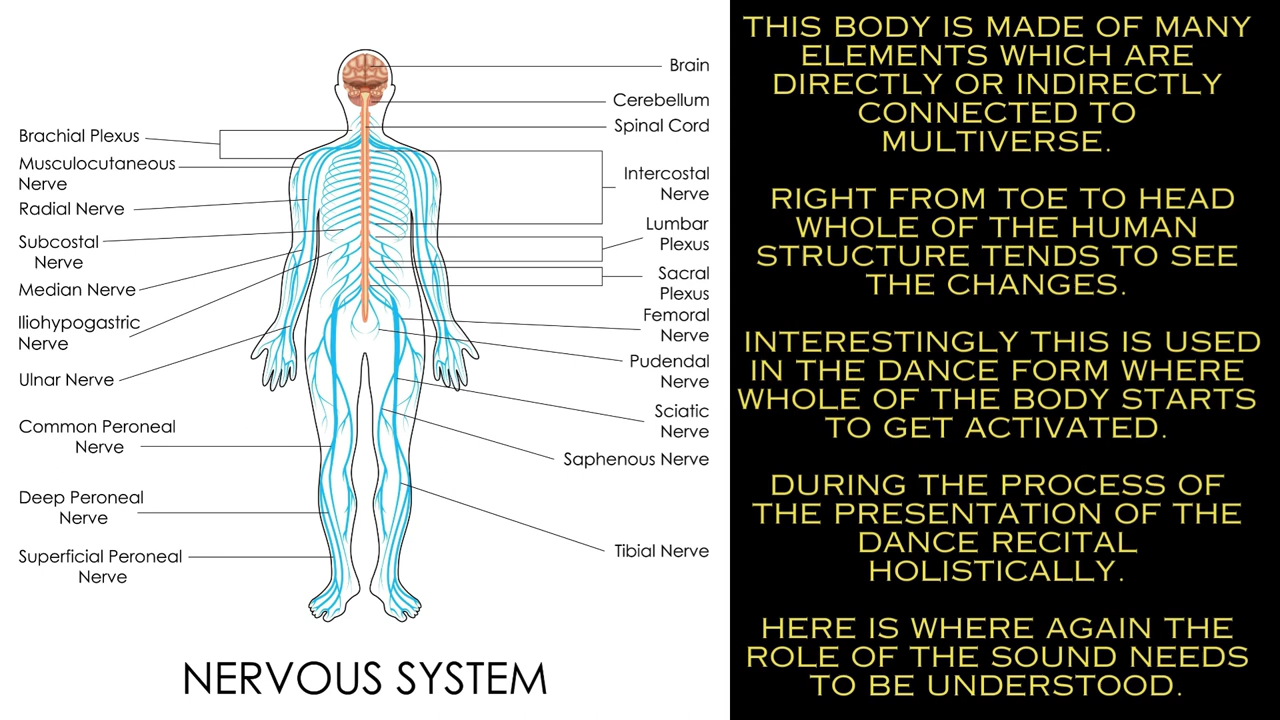 Brain
Cerebellum
Spinal Cord
Brachial Plexus
Musculocutaneous
Nerve
Radial Nerve
Subcostal
Nerve
Median Nerve
Iliohypogastric
Nerve
Ulnar Nerve
Common Peroneal
Nerve
Deep Peroneal
Nerve
Superficial Peroneal
Nerve
Intercostal
Nerve
Lumbar
Plexus
Sacral
Plexus
Femoral
Nerve
Pudendal
Nerve
Sciatic
Nerve
Saphenous Nerve
Tibial Nerve
NERVOUS SYSTEM
THIS BODY IS MADE OF MANY
ELEMENTS WHICH ARE
DIRECTLY OR INDIRECTLY
CONNECTED TO
MULTIVERSE.
RIGHT FROM TOE TO HEAD
WHOLE OF THE HUMAN
STRUCTURE TENDS TO SEE
THE CHANGES.
INTERESTINGLY THIS IS USED
IN THE DANCE FORM WHERE
WHOLE OF THE BODY STARTS
TO GET ACTIVATED.
DURING THE PROCESS OF
THE PRESENTATION OF THE
DANCE RECITAL
HOLISTICALLY.
HERE IS WHERE AGAIN THE
ROLE OF THE SOUND NEEDS
TO BE UNDERSTOOD.